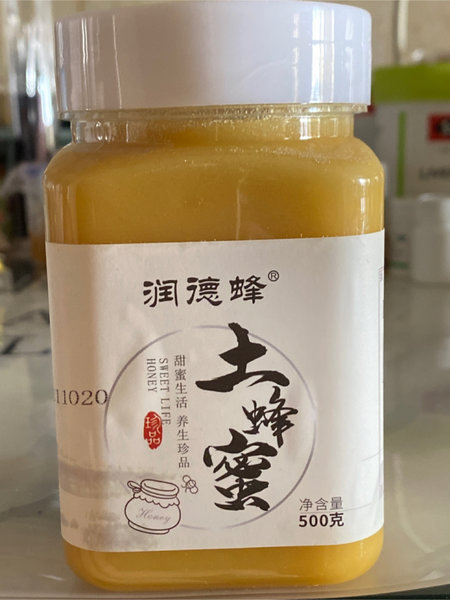 润德蜂®
土蜂蜜
甜蜜生活 养生珍品
SWEET LIFE
HONEY
珍品
11020
Honey
净含量
500克
LIVE